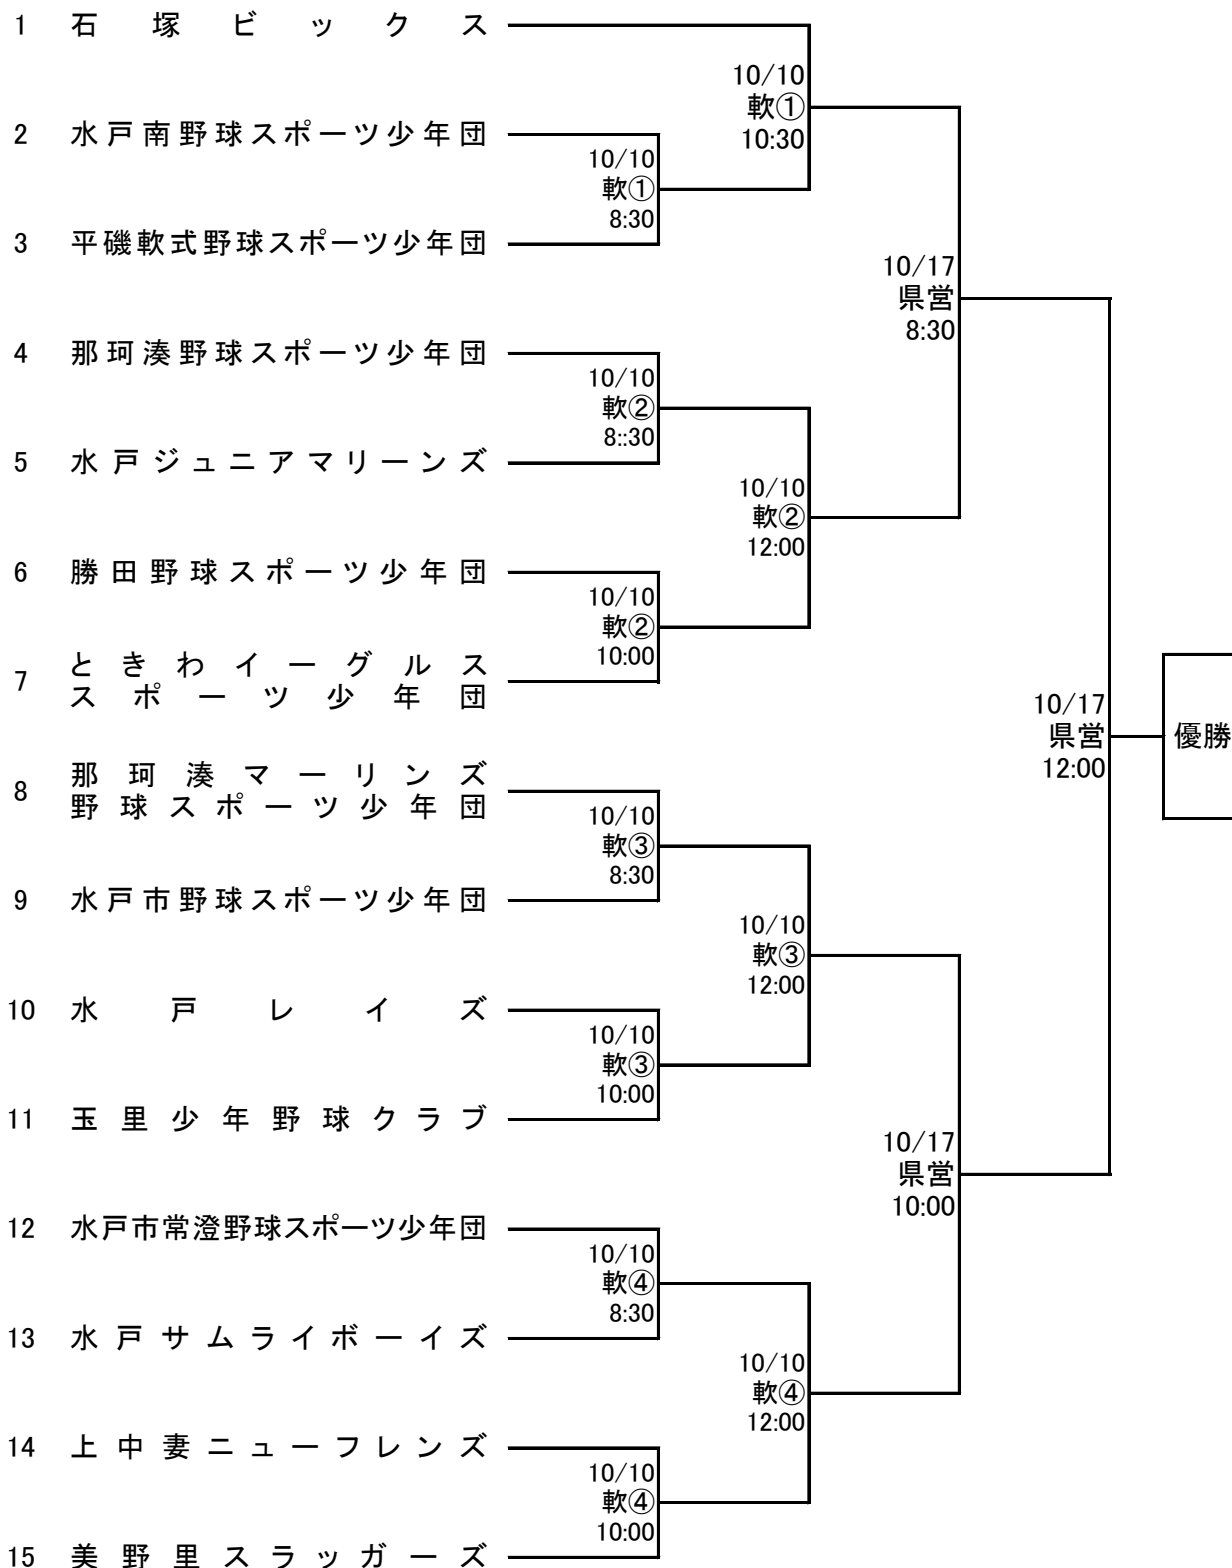 1 石塚ビックス
10/10
軟①
10:30
2 水戸南野球スポーツ少年団
10/10
軟①
8:30
3 平磯軟式野球スポーツ少年団
10/17
県営
8:30
4 那珂湊野球スポーツ少年団
10/10
軟②
8::30
5 水戸ジュニアマリーンズ
10/10
軟②
12:00
6 勝田野球スポーツ少年団
10/10
軟②
10:00
7 ときわイーグルス
スポーツ少年団
10/17
県営
12:00
優勝
8 那珂湊マーリンズ
野球スポーツ少年団
10/10
軟③
8:30
9 水戸市野球スポーツ少年団
10/10
軟③
12:00
10 水戸レイズ
10/10
軟③
10:00
11 玉里少年野球クラブ
10/17
県営
10:00
12 水戸市常澄野球スポーツ少年団
10/10
軟④
8:30
13 水戸サムライボーイズ
10/10
軟④
12:00
14 上中妻ニューフレンズ
10/10
軟④
10:00
15 美野里スラッガーズ